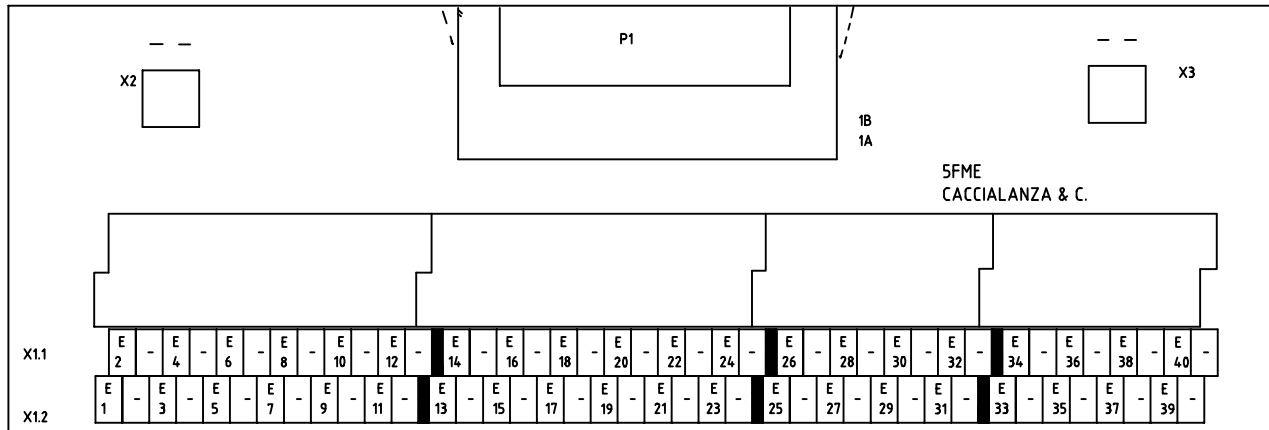 P1
X2
X3
1B
1A
5FME
CACCIALANZA & C.
X1.1 E 2 - E 4 - E 6 - E 8 - E 10 - E 12 - E 14 - E 16 - E 18 - E 20 - E 22 - E 24 - E 26 - E 28 - E 30 - E 32 - E 34 - E 36 - E 38 - E 40 -
X1.2 E 1 - E 3 - E 5 - E 7 - E 9 - E 11 - E 13 - E 15 - E 17 - E 19 - E 21 - E 23 - E 25 - E 27 - E 29 - E 31 - E 33 - E 35 - E 37 - E 39 -